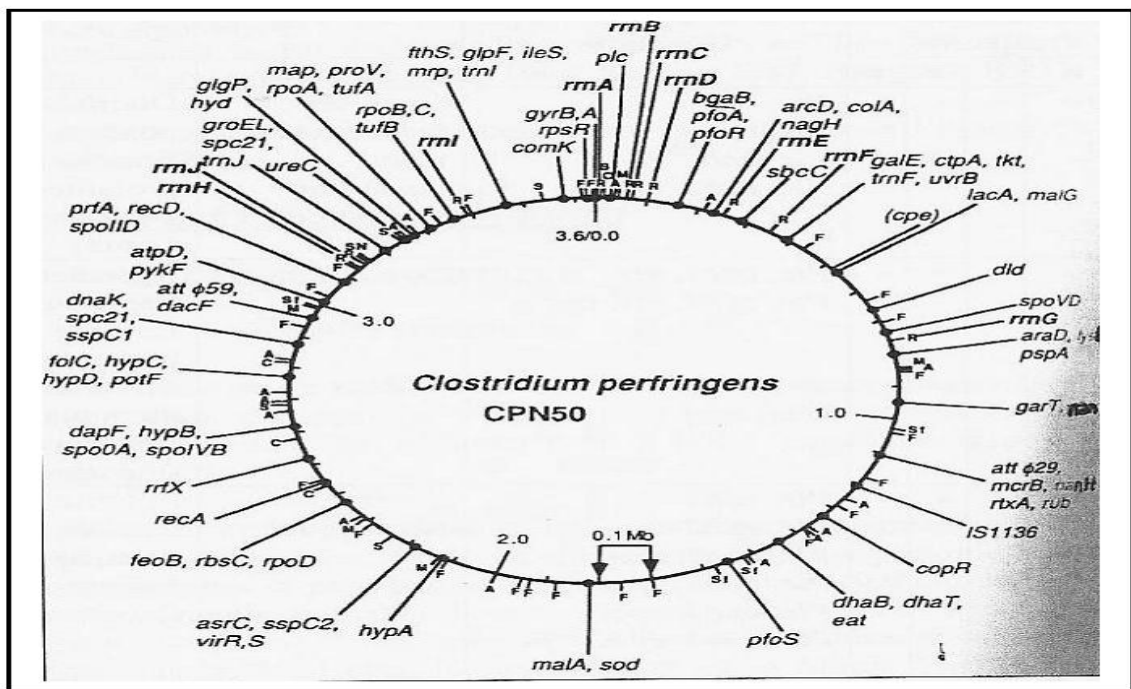 rrnB
plc
rrnC
rrnD
rrnA
fthS, glpF, ileS,
mrp, trnI
map, proV,
rpoA, tufA
glgP,
hyd
groEL,
spc21,
trnJ
ureC
rpoB,C,
tufB
rrnI
gyrB,A
rpsR
comK
bgaB,
pfoA,
pfoR
arcD, colA,
nagH
rrnE
sbcC
rrnF
galE, ctpA, tkt,
trnF, uvrB
lacA, malG
(cpe)
rrnJ
rrnH
prfA, recD,
spoIID
atpD,
pykF
att ϕ59,
dacF
dnaK,
spc21,
sspC1
folC, hypC,
hypD, potF
dapF, hypB,
spo0A, spoIVB
rrfX
recA
feoB, rbsC, rpoD
asrC, sspC2,
virR,S
hypA
malA, sod
pfoS
dhaB, dhaT,
eat
copR
IS1136
att ϕ29,
mcrB,
rtxA, rub
garT,
araD,
pspA
rrnG
spoVD
dld
3.6/0.0
1.0
2.0
3.0
0.1 Mb
Clostridium perfringens
CPN50